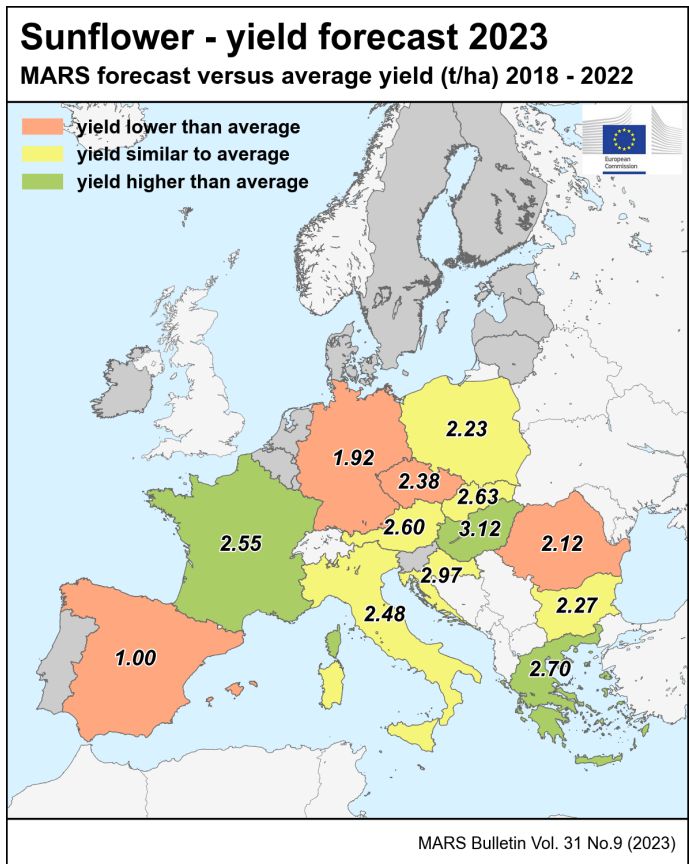 Sunflower - yield forecast 2023
MARS forecast versus average yield (t/ha) 2018 - 2022
yield lower than average
yield similar to average
yield higher than average
European
Commission
2.23
1.92
2.38
2.63
2.60
3.12
2.55
2.12
2.97
2.27
2.48
1.00
2.70
MARS Bulletin Vol. 31 No.9 (2023)